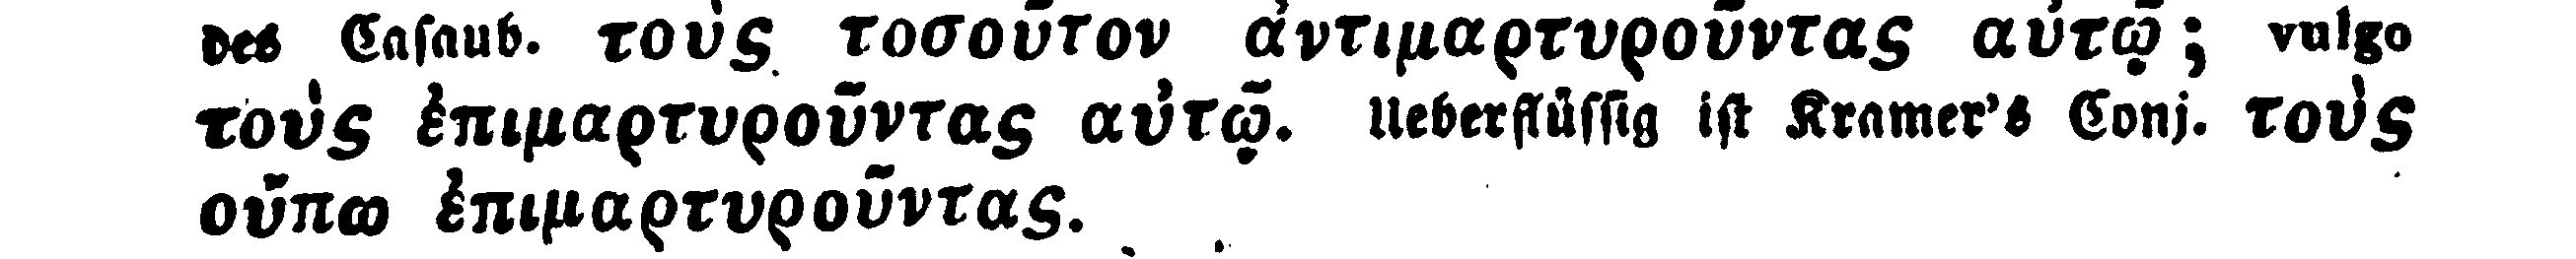 des Caſaub. τοὺς τοσοῦτον ἀντιμαρτυροῦντας αὐτῷ; vulgo
τοὺς ἐπιμαρτυροῦντας αὐτῷ. Ueberflüſſig iſt Kramer's Conj. τοὺς
οὔπω ἐπιμαρτυροῦντας.